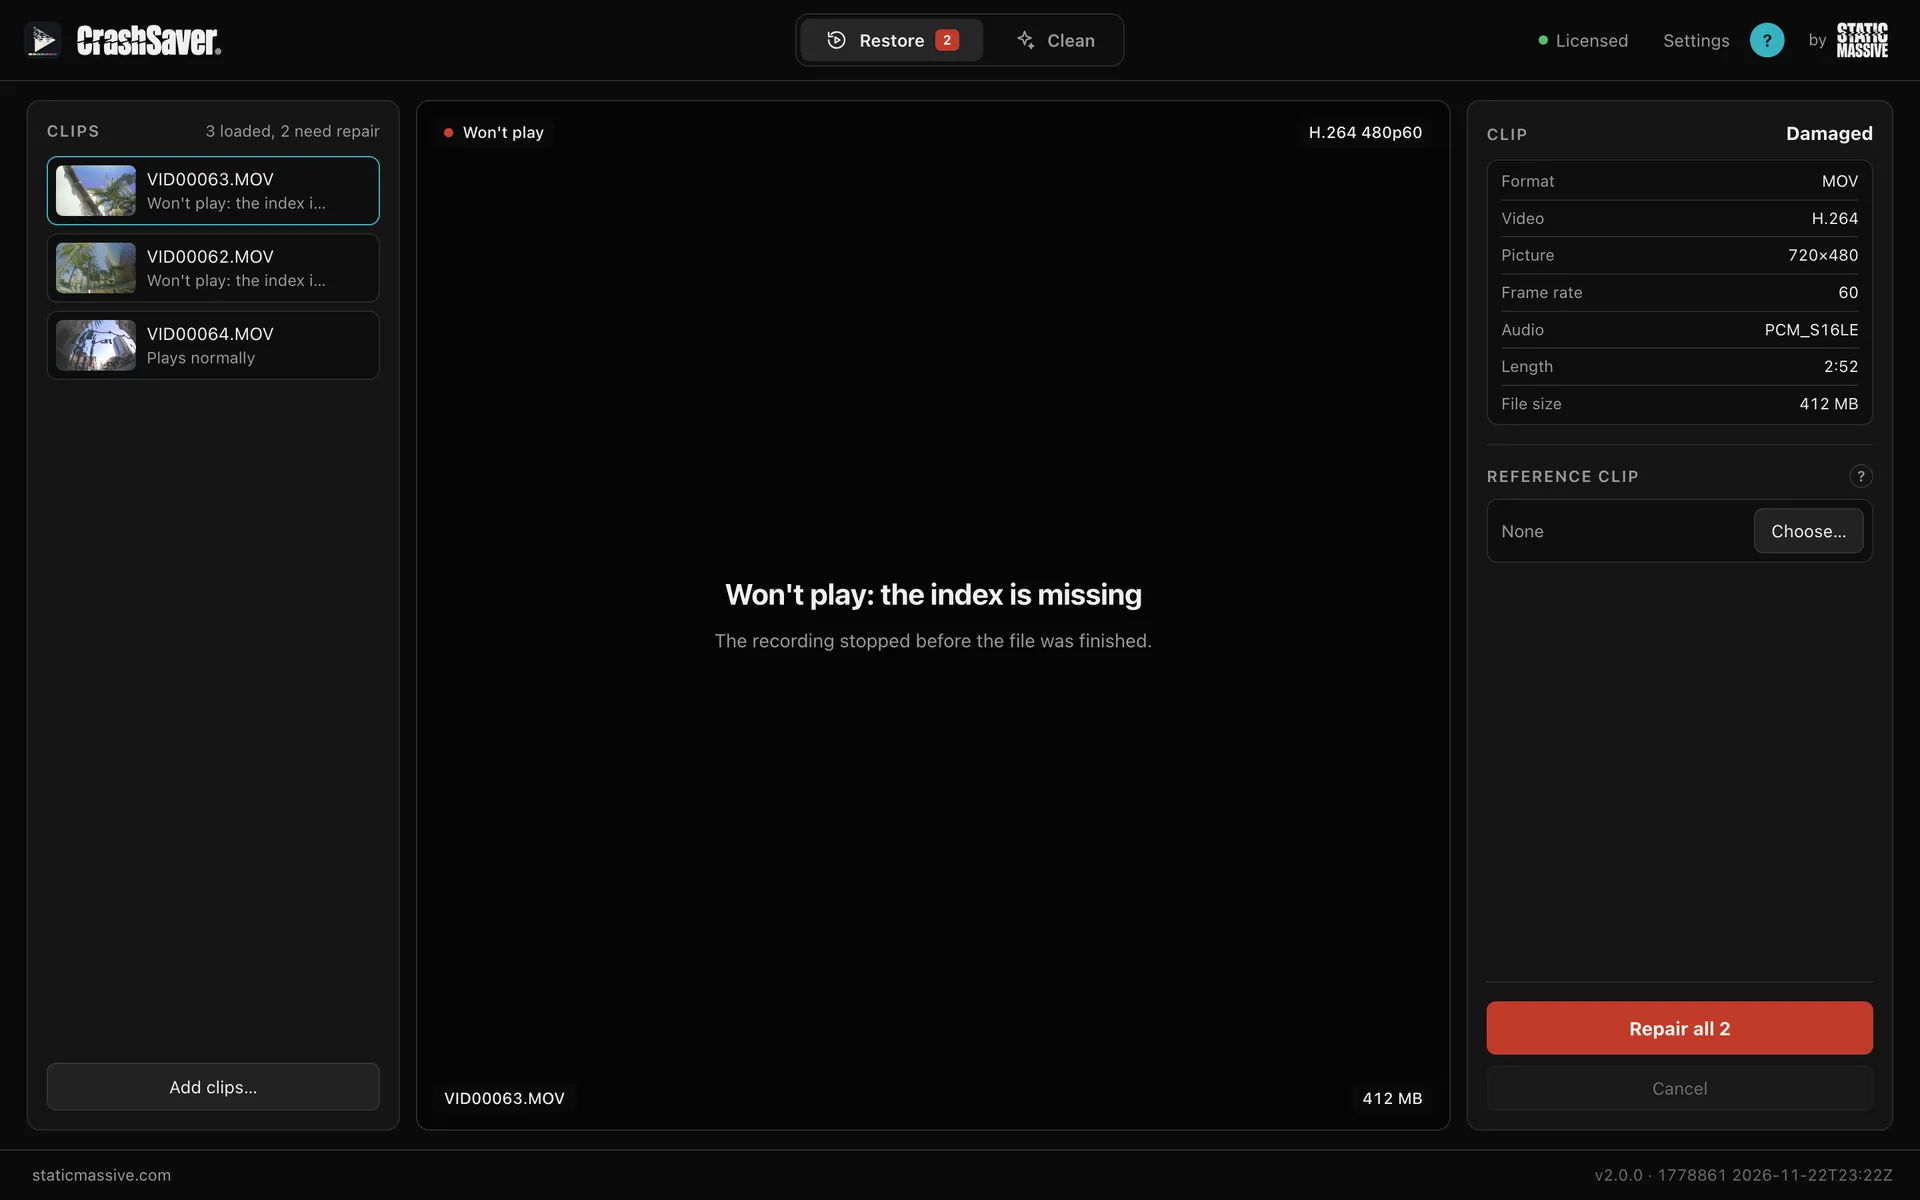 CrashSaver.
Restore 2
Clean
Licensed
Settings
?
by STATIC MASSIVE
CLIPS
3 loaded, 2 need repair
VID00063.MOV
Won't play: the index i...
VID00062.MOV
Won't play: the index i...
VID00064.MOV
Plays normally
Add clips...
Won't play
H.264 480p60
Won't play: the index is missing
The recording stopped before the file was finished.
VID00063.MOV
412 MB
CLIP
Damaged
Format MOV
Video H.264
Picture 720×480
Frame rate 60
Audio PCM_S16LE
Length 2:52
File size 412 MB
REFERENCE CLIP ?
None
Choose...
Repair all 2
Cancel
staticmassive.com
v2.0.0 · 1778861 2026-11-22T23:22Z